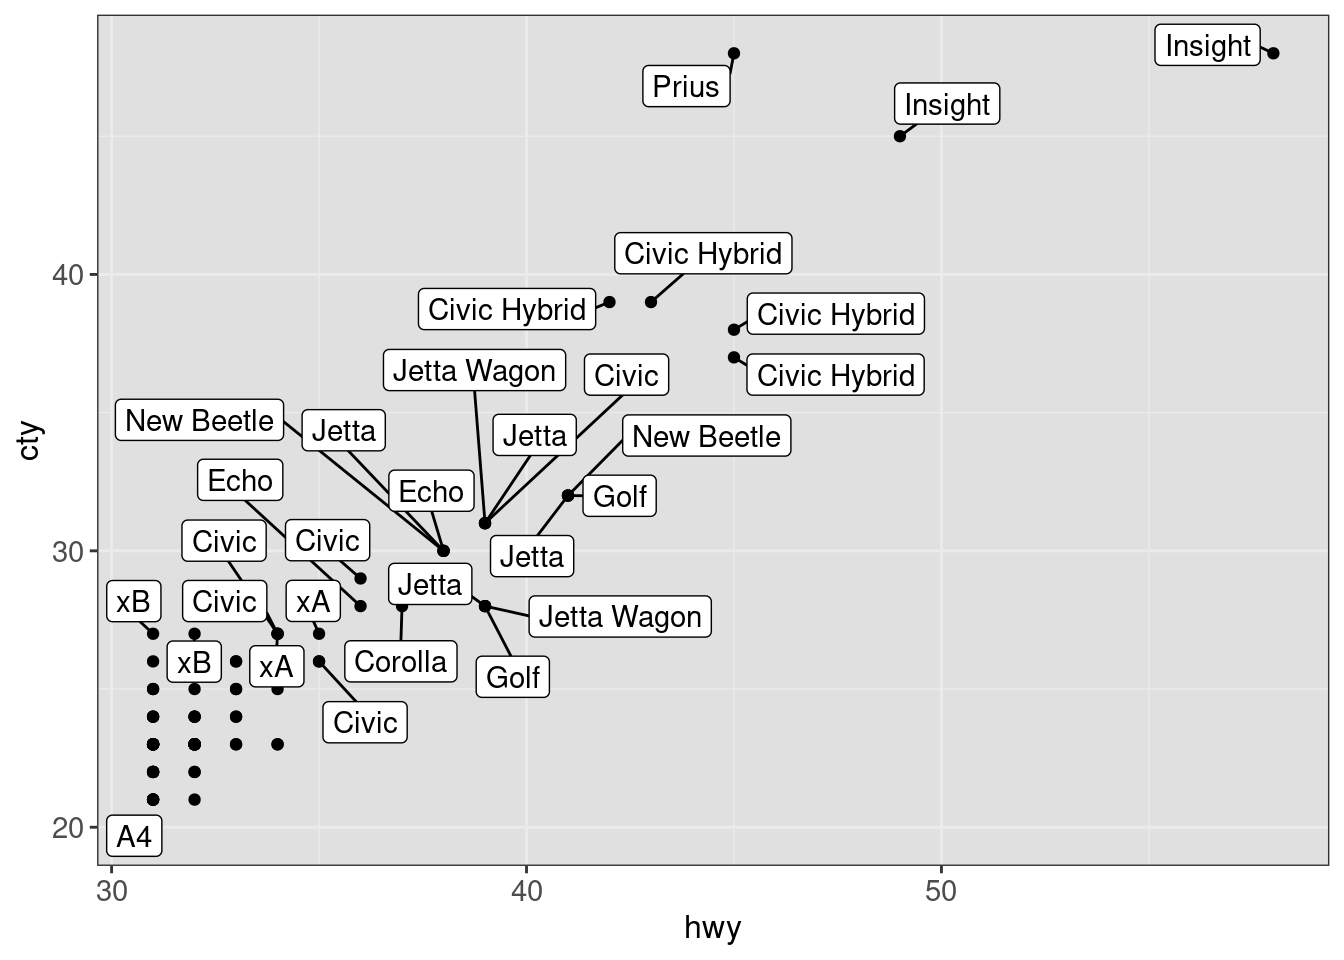 Insight
Prius
Insight
Civic Hybrid
40
Civic Hybrid
Civic Hybrid
Jetta Wagon
Civic
Civic Hybrid
New Beetle
Jetta
Jetta
New Beetle
cty
Echo
Echo
Golf
Civic
Civic
30
Jetta
Jetta
xB
Civic
xA
Jetta Wagon
xB
xA
Corolla
Golf
Civic
20
A4
30
40
50
hwy